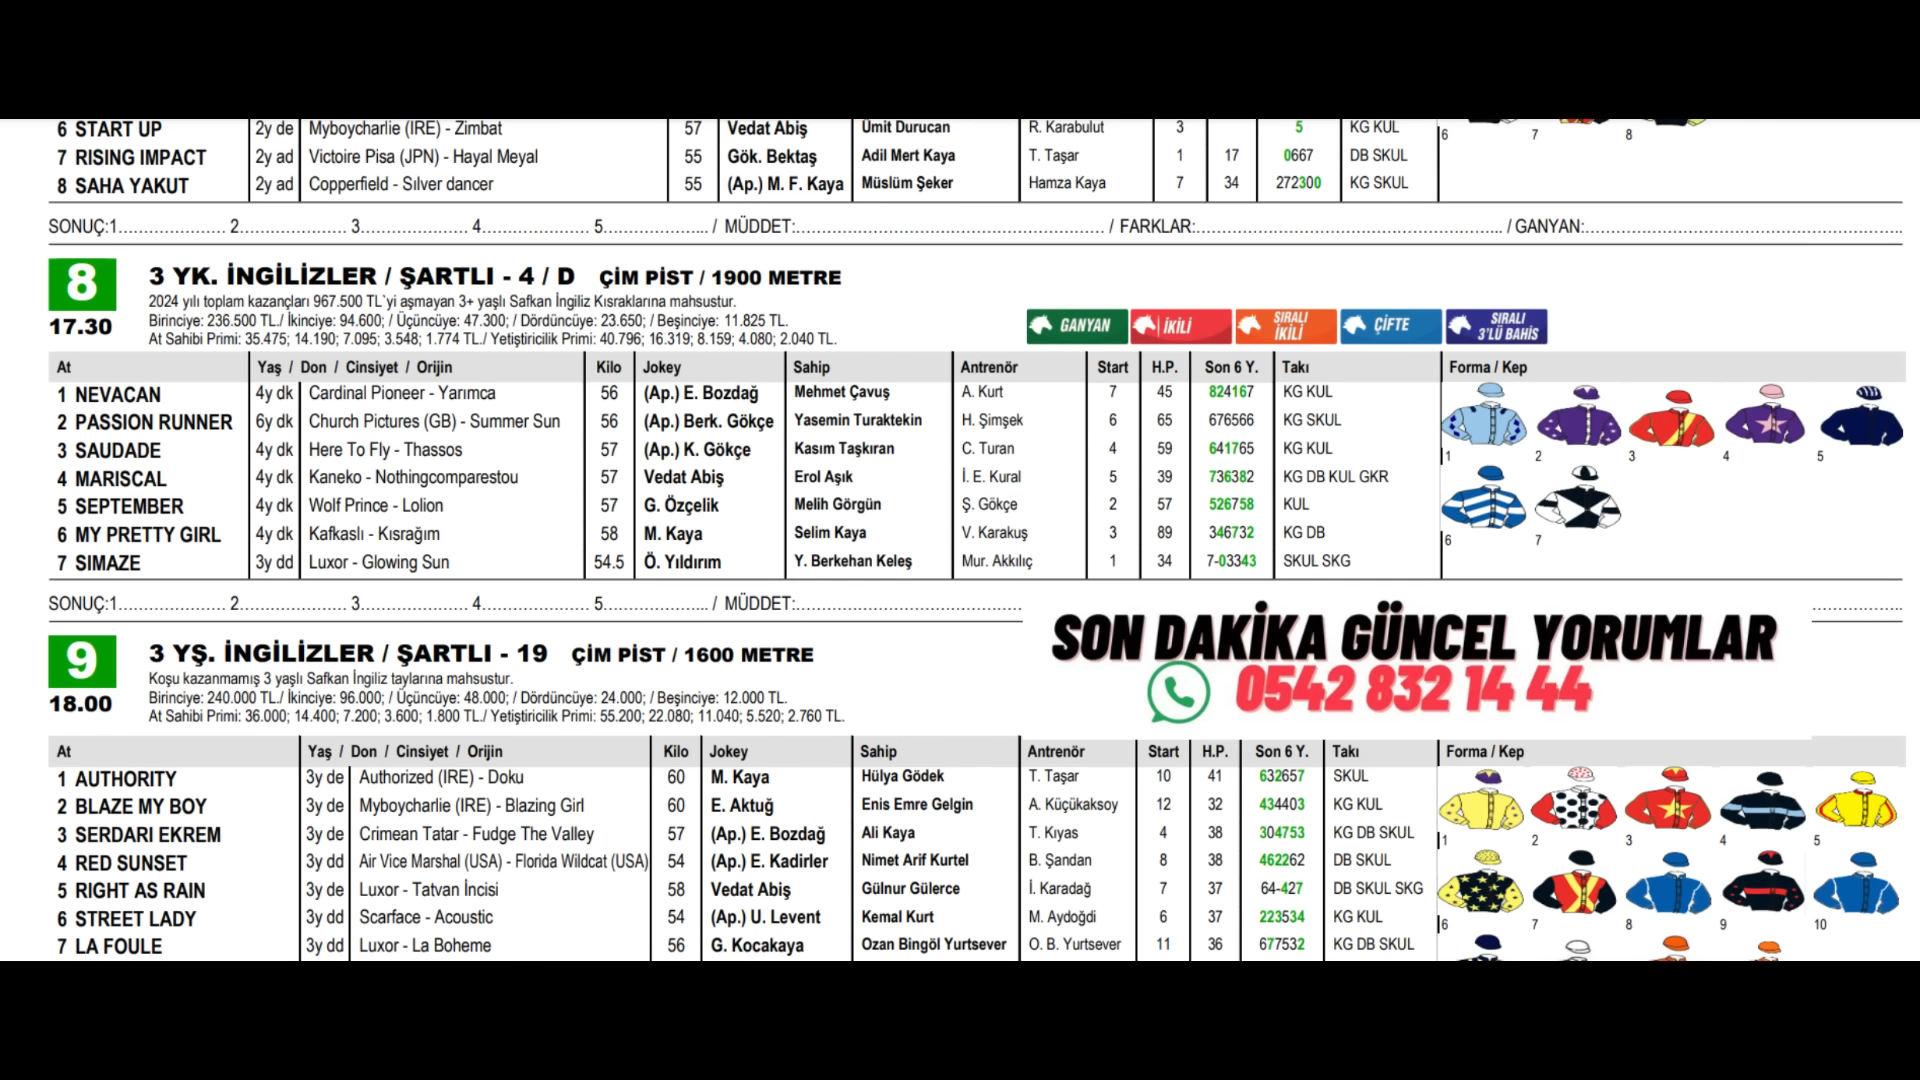 6 START UP 2y de Myboycharlie (IRE) - Zimbat 57 Vedat Abiş Ümit Durucan R. Karabulut 3 5 KG KUL 6 7 8
7 RISING IMPACT 2y ad Victoire Pisa (JPN) - Hayal Meyal 55 Gök. Bektaş Adil Mert Kaya T. Taşar 1 17 0667 DB SKUL
8 SAHA YAKUT 2y ad Copperfield - Sılver dancer 55 (Ap.) M. F. Kaya Müslüm Şeker Hamza Kaya 7 34 272300 KG SKUL
SONUÇ:1..................... 2..................... 3..................... 4..................... 5..................... / MÜDDET:.............................. / FARKLAR:.............................. / GANYAN:..............................
8 3 YK. İNGİLİZLER / ŞARTLI - 4 / D ÇİM PİST / 1900 METRE
2024 yılı toplam kazançları 967.500 TL`yi aşmayan 3+ yaşlı Safkan İngiliz Kısraklarına mahsustur.
17.30 Birinciye: 236.500 TL./ İkinciye: 94.600; / Üçüncüye: 47.300; / Dördüncüye: 23.650; / Beşinciye: 11.825 TL.
At Sahibi Primi: 35.475; 14.190; 7.095; 3.548; 1.774 TL./ Yetiştiricilik Primi: 40.796; 16.319; 8.159; 4.080; 2.040 TL.
GANYAN İKİLİ SIRALI İKİLİ ÇİFTE SIRALI 3'LÜ BAHİS
At Yaş / Don / Cinsiyet / Orijin Kilo Jokey Sahip Antrenör Start H.P. Son 6 Y. Takı Forma / Kep
1 NEVACAN 4y dk Cardinal Pioneer - Yarımca 56 (Ap.) E. Bozdağ Mehmet Çavuş A. Kurt 7 45 824167 KG KUL
2 PASSION RUNNER 6y dk Church Pictures (GB) - Summer Sun 56 (Ap.) Berk. Gökçe Yasemin Turaktekin H. Şimşek 6 65 676566 KG SKUL
3 SAUDADE 4y dk Here To Fly - Thassos 57 (Ap.) K. Gökçe Kasım Taşkıran C. Turan 4 59 641765 KG KUL 1 2 3 4 5
4 MARISCAL 4y dk Kaneko - Nothingcomparestou 57 Vedat Abiş Erol Aşık İ. E. Kural 5 39 736382 KG DB KUL GKR
5 SEPTEMBER 4y dk Wolf Prince - Lolion 57 G. Özçelik Melih Görgün Ş. Gökçe 2 57 526758 KUL
6 MY PRETTY GIRL 4y dk Kafkaslı - Kısrağım 58 M. Kaya Selim Kaya V. Karakuş 3 89 346732 KG DB 6 7
7 SIMAZE 3y dd Luxor - Glowing Sun 54.5 Ö. Yıldırım Y. Berkehan Keleş Mur. Akkılıç 1 34 7-03343 SKUL SKG
SONUÇ:1..................... 2..................... 3..................... 4..................... 5..................... / MÜDDET:..............................
SON DAKİKA GÜNCEL YORUMLAR
0542 832 14 44
9 3 YŞ. İNGİLİZLER / ŞARTLI - 19 ÇİM PİST / 1600 METRE
Koşu kazanmamış 3 yaşlı Safkan İngiliz taylarına mahsustur.
18.00 Birinciye: 240.000 TL./ İkinciye: 96.000; / Üçüncüye: 48.000; / Dördüncüye: 24.000; / Beşinciye: 12.000 TL.
At Sahibi Primi: 36.000; 14.400; 7.200; 3.600; 1.800 TL./ Yetiştiricilik Primi: 55.200; 22.080; 11.040; 5.520; 2.760 TL.
At Yaş / Don / Cinsiyet / Orijin Kilo Jokey Sahip Antrenör Start H.P. Son 6 Y. Takı Forma / Kep
1 AUTHORITY 3y de Authorized (IRE) - Doku 60 M. Kaya Hülya Gödek T. Taşar 10 41 632657 SKUL
2 BLAZE MY BOY 3y de Myboycharlie (IRE) - Blazing Girl 60 E. Aktuğ Enis Emre Gelgin A. Küçükaksoy 12 32 434403 KG KUL
3 SERDARI EKREM 3y de Crimean Tatar - Fudge The Valley 57 (Ap.) E. Bozdağ Ali Kaya T. Kıyas 4 38 304753 KG DB SKUL 1 2 3 4 5
4 RED SUNSET 3y dd Air Vice Marshal (USA) - Florida Wildcat (USA) 54 (Ap.) E. Kadirler Nimet Arif Kurtel B. Şandan 8 38 462262 DB SKUL
5 RIGHT AS RAIN 3y de Luxor - Tatvan İncisi 58 Vedat Abiş Gülnur Gülerce İ. Karadağ 7 37 64-427 DB SKUL SKG
6 STREET LADY 3y dd Scarface - Acoustic 54 (Ap.) U. Levent Kemal Kurt M. Aydoğdi 6 37 223534 KG KUL 6 7 8 9 10
7 LA FOULE 3y dd Luxor - La Boheme 56 G. Kocakaya Ozan Bingöl Yurtsever O. B. Yurtsever 11 36 677532 KG DB SKUL